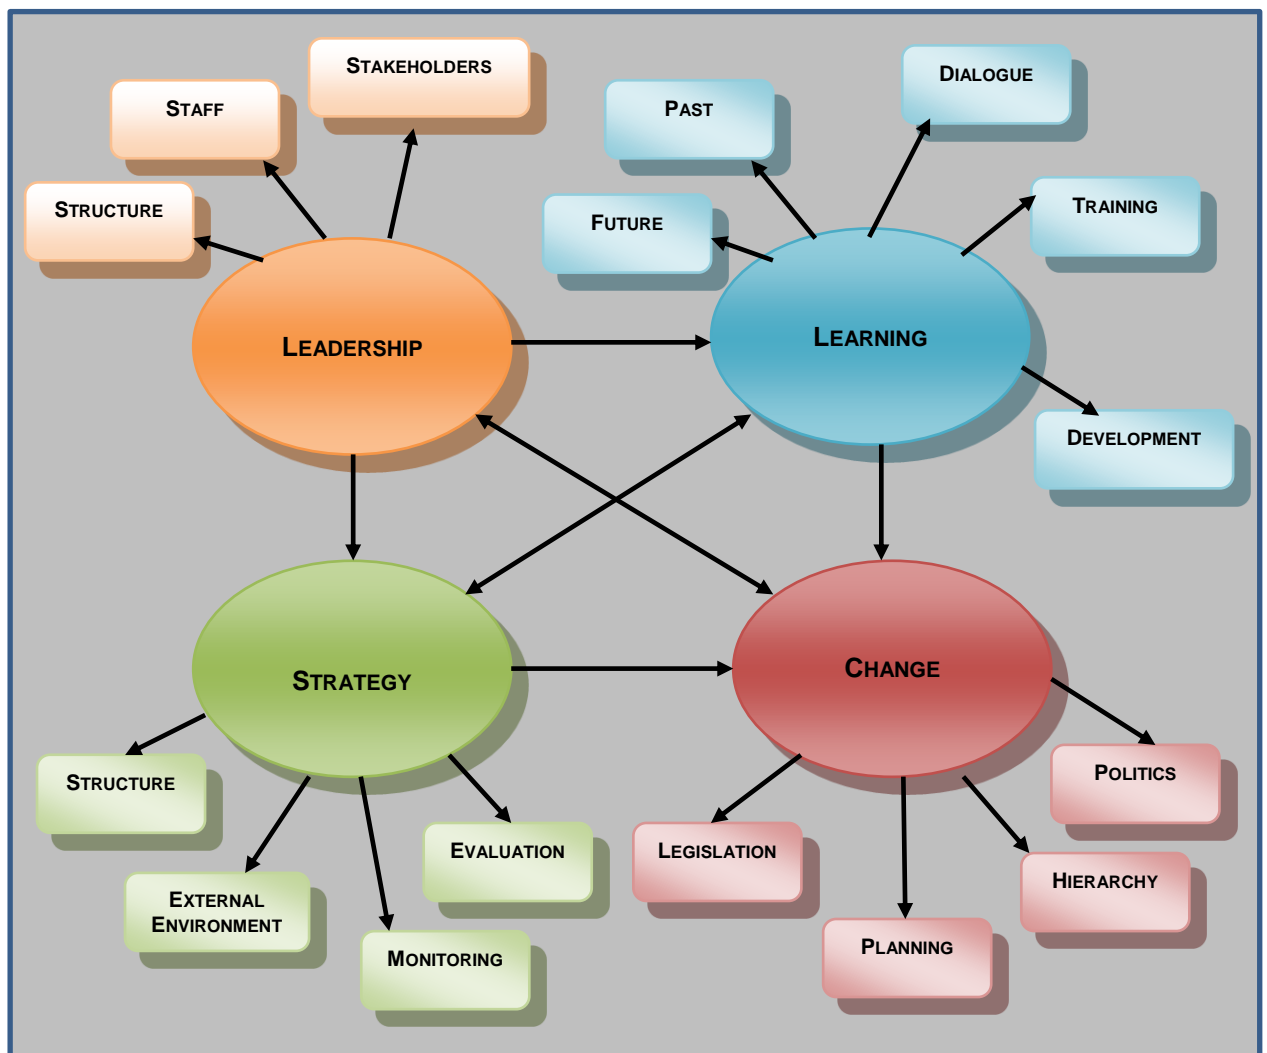 STAKEHOLDERS
STAFF
STRUCTURE
DIALOGUE
PAST
TRAINING
FUTURE
LEADERSHIP
LEARNING
DEVELOPMENT
STRATEGY
CHANGE
STRUCTURE
EVALUATION
EXTERNAL
ENVIRONMENT
MONITORING
POLITICS
LEGISLATION
HIERARCHY
PLANNING